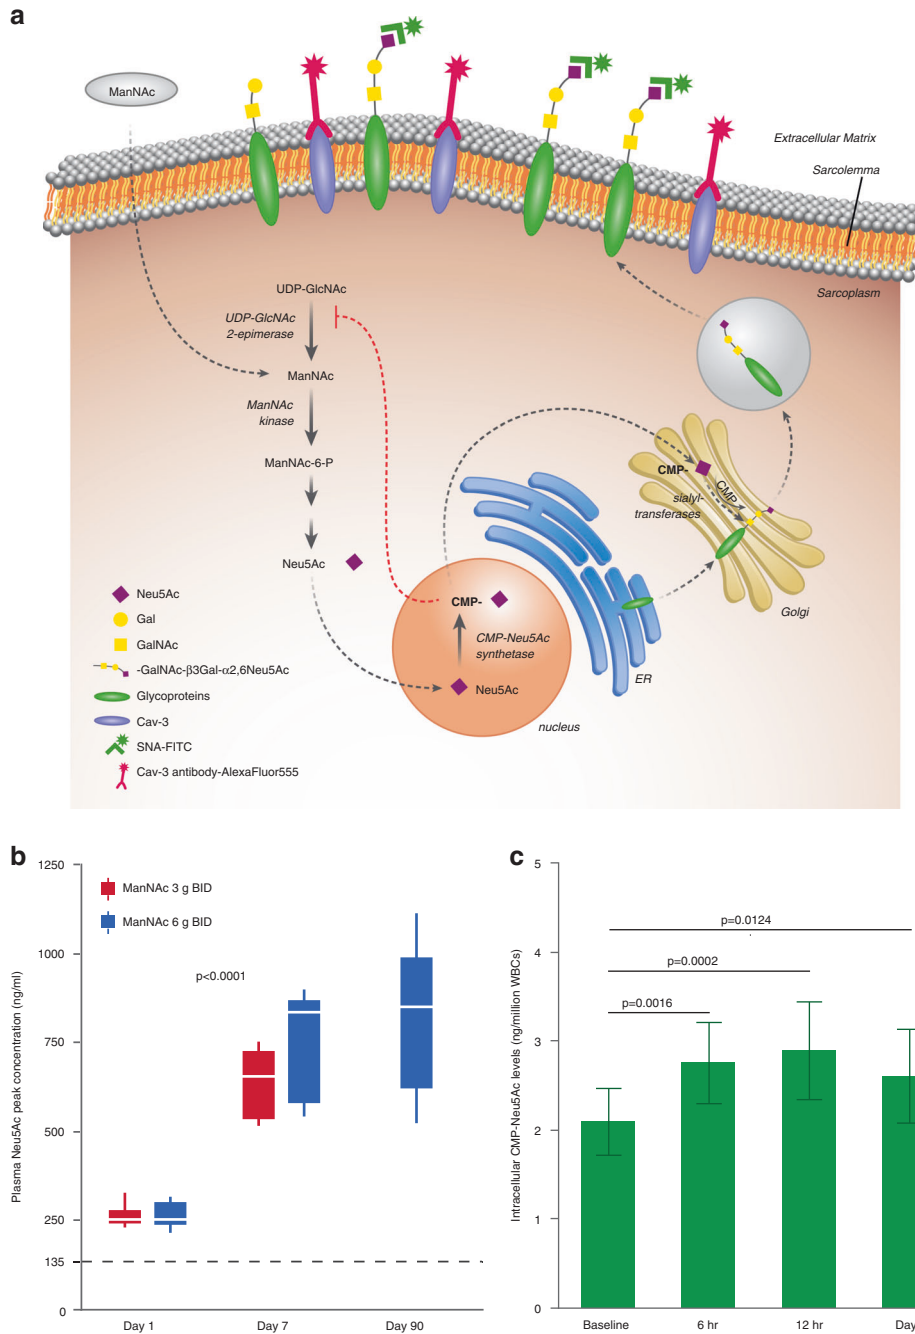 a
ManNAc
Extracellular Matrix
Sarcolemma
Sarcoplasm
UDP-GlcNAc
UDP-GlcNAc
2-epimerase
ManNAc
ManNAc
kinase
ManNAc-6-P
Neu5Ac
CMP-
CMP
sialyl-
transferases
Golgi
CMP-
CMP-Neu5Ac
synthetase
Neu5Ac
nucleus
ER
Neu5Ac
Gal
GalNAc
-GalNAc-β3Gal-α2,6Neu5Ac
Glycoproteins
Cav-3
SNA-FITC
Cav-3 antibody-AlexaFluor555
b
Plasma Neu5Ac peak concentration (ng/ml)
1250
1000
750
500
250
135
0
ManNAc 3 g BID
ManNAc 6 g BID
p<0.0001
Day 1
Day 7
Day 90
c
Intracellular CMP-Neu5Ac levels (ng/million WBCs)
5
4
3
2
1
0
p=0.0124
p=0.0002
p=0.0016
Baseline
6 hr
12 hr
Day